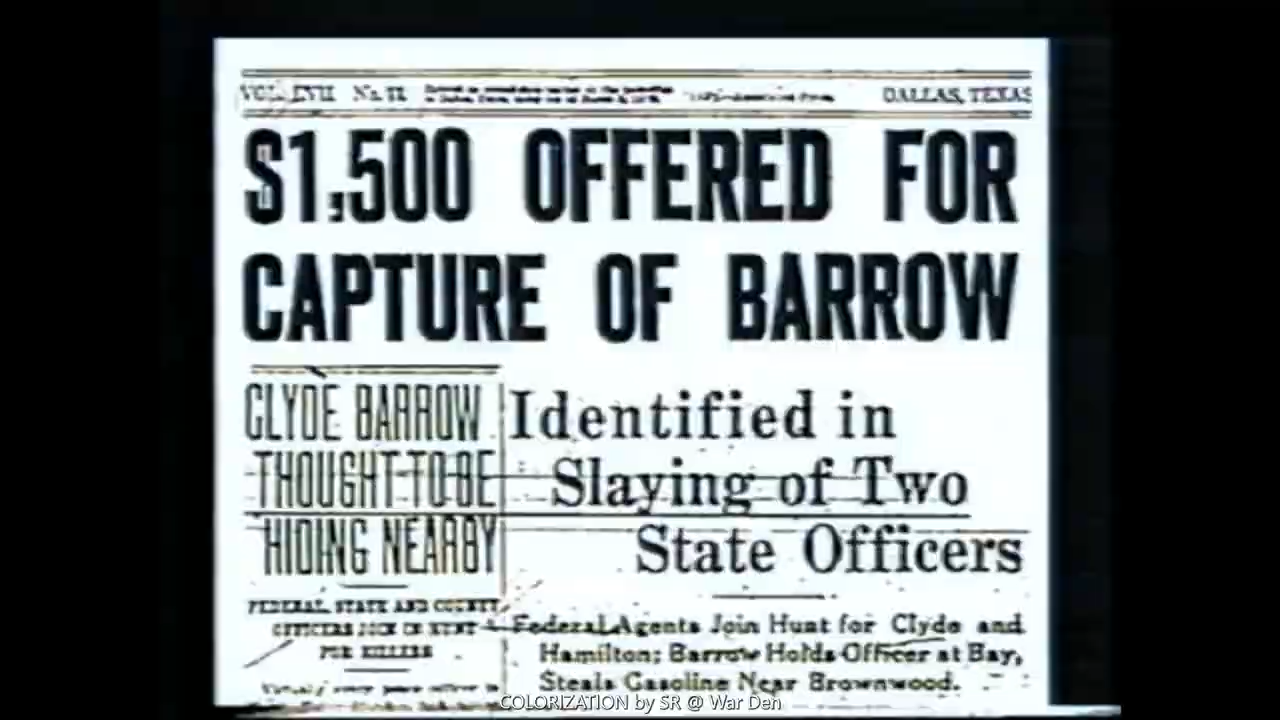 VOL. LVII No. DALLAS, TEXAS
$1,500 OFFERED FOR
CAPTURE OF BARROW
CLYDE BARROW
THOUGHT TO BE
HIDING NEARBY
FEDERAL, STATE AND COUNTY
OFFICERS JOIN IN HUNT
FOR KILLERS
Identified in
Slaying of Two
State Officers
Federal Agents Join Hunt for Clyde and
Hamilton; Barrow Holds Officer at Bay,
Steals Gasoline Near Brownwood.
COLORIZATION by SR @ War Den